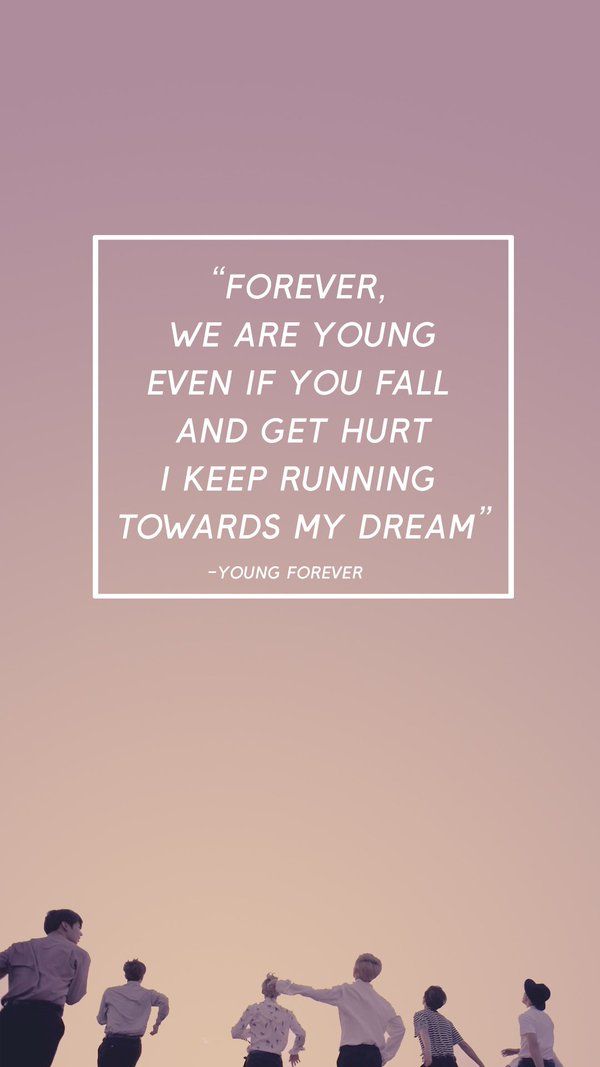 “FOREVER,
WE ARE YOUNG
EVEN IF YOU FALL
AND GET HURT
I KEEP RUNNING
TOWARDS MY DREAM”
-YOUNG FOREVER